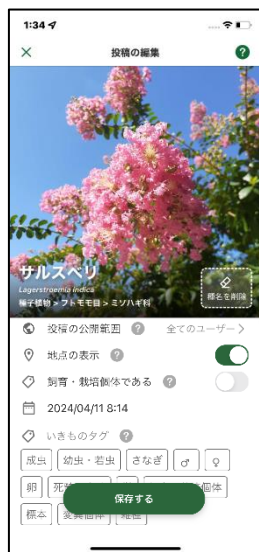 1:34
投稿の編集
サルスベリ
Lagerstroemia indica
種子植物 > フトモモ目 > ミソハギ科
種名を削除
投稿の公開範囲 ? 全てのユーザー >
地点の表示 ?
飼育・栽培個体である ?
2024/04/11 8:14
いきものタグ ?
成虫 幼虫・若虫 さなぎ ♂ ♀
卵 個体
保存する
標本